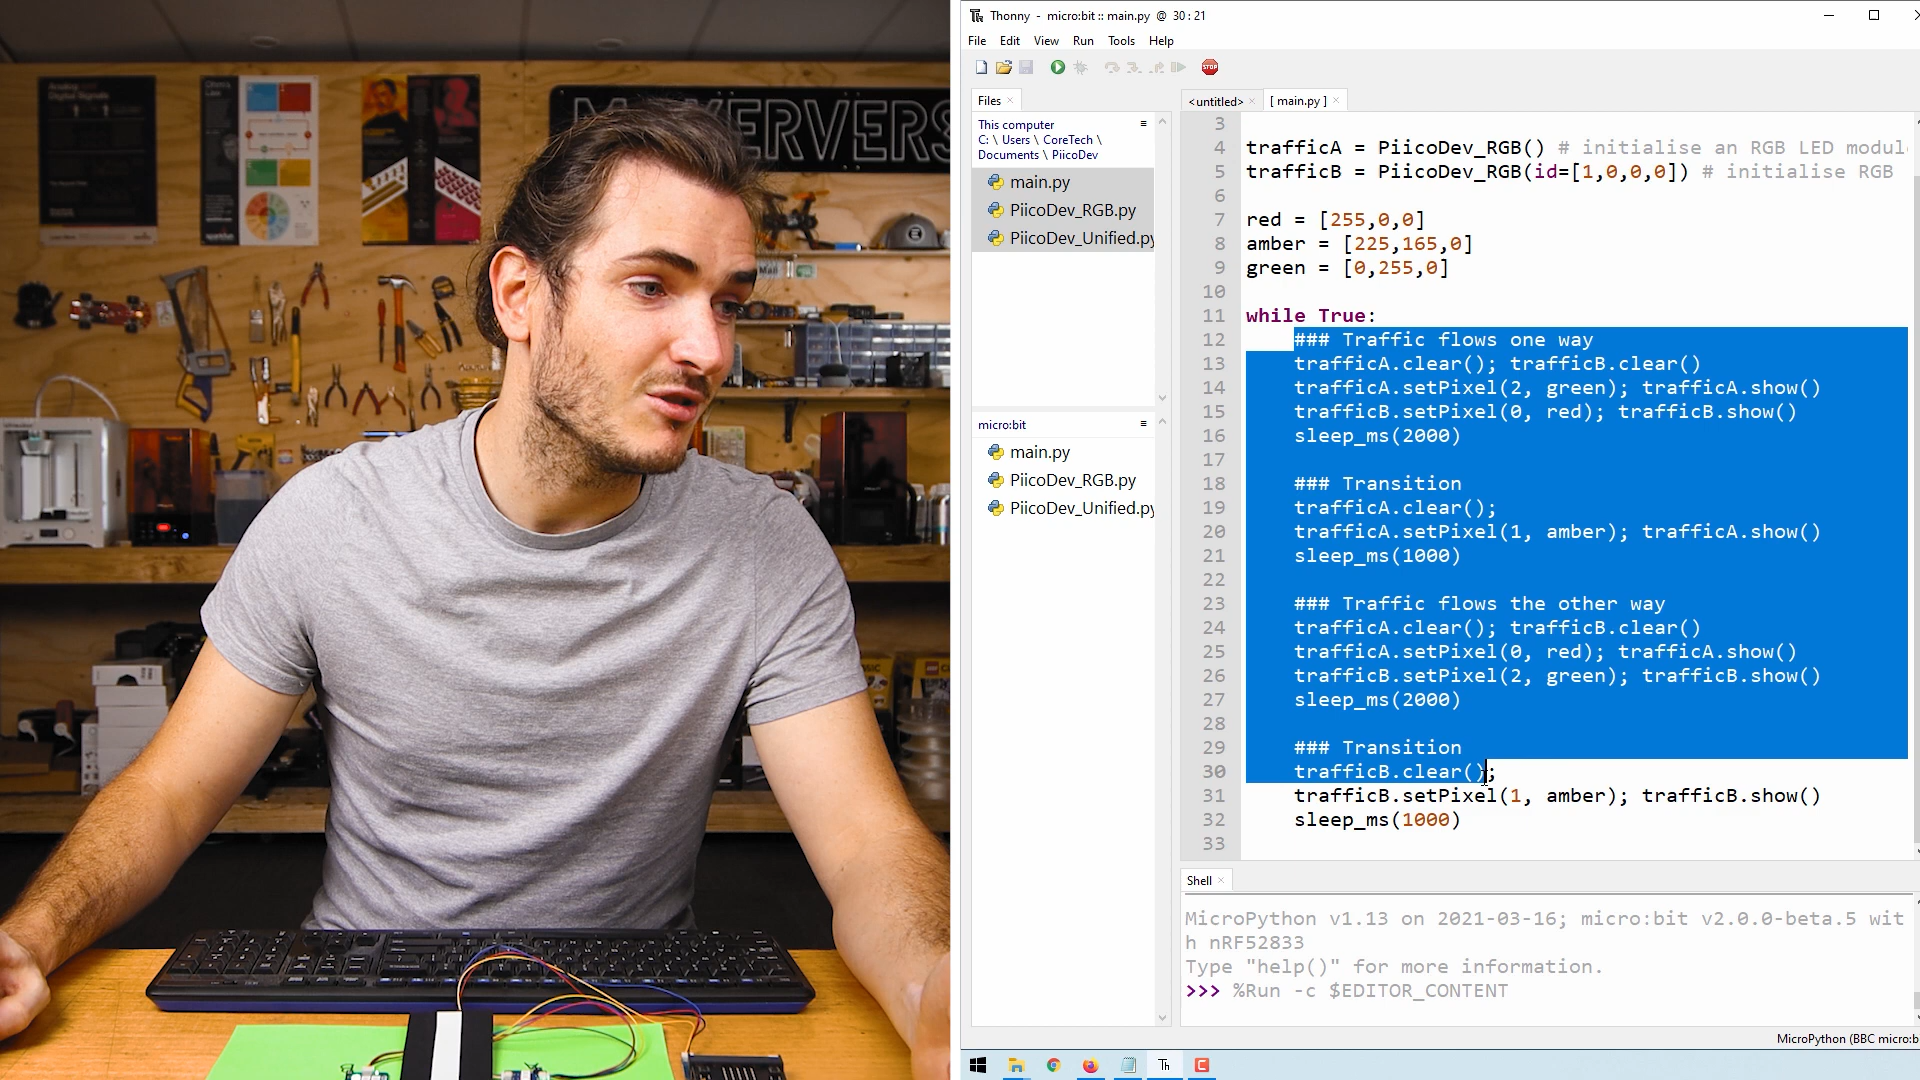 Thonny - micro:bit :: main.py @ 30 : 21
File Edit View Run Tools Help
STOP
Files
<untitled> [ main.py ]
This computer
C: \ Users \ CoreTech \
Documents \ PiicoDev
main.py
PiicoDev_RGB.py
PiicoDev_Unified.py
micro:bit
main.py
PiicoDev_RGB.py
PiicoDev_Unified.py
3
4 trafficA = PiicoDev_RGB() # initialise an RGB LED modul
5 trafficB = PiicoDev_RGB(id=[1,0,0,0]) # initialise RGB
6
7 red = [255,0,0]
8 amber = [225,165,0]
9 green = [0,255,0]
10
11 while True:
12 ### Traffic flows one way
13 trafficA.clear(); trafficB.clear()
14 trafficA.setPixel(2, green); trafficA.show()
15 trafficB.setPixel(0, red); trafficB.show()
16 sleep_ms(2000)
17
18 ### Transition
19 trafficA.clear();
20 trafficA.setPixel(1, amber); trafficA.show()
21 sleep_ms(1000)
22
23 ### Traffic flows the other way
24 trafficA.clear(); trafficB.clear()
25 trafficA.setPixel(0, red); trafficA.show()
26 trafficB.setPixel(2, green); trafficB.show()
27 sleep_ms(2000)
28
29 ### Transition
30 trafficB.clear();
31 trafficB.setPixel(1, amber); trafficB.show()
32 sleep_ms(1000)
33
Shell
MicroPython v1.13 on 2021-03-16; micro:bit v2.0.0-beta.5 wit
h nRF52833
Type "help()" for more information.
>>> %Run -c $EDITOR_CONTENT
MicroPython (BBC micro:b
Th